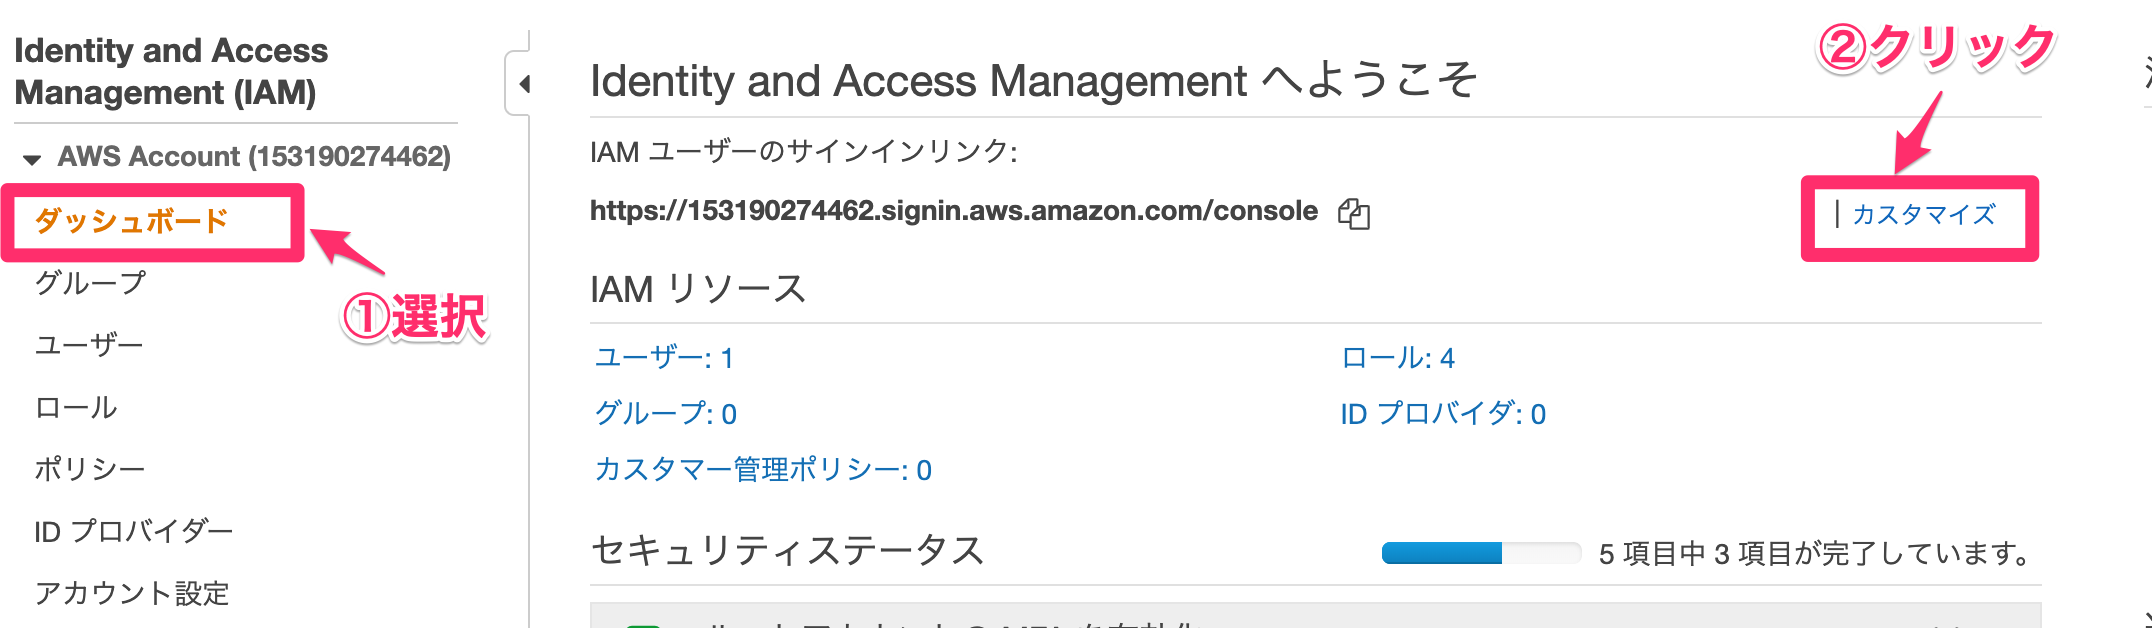 Identity and Access
Management (IAM)
AWS Account (153190274462)
ダッシュボード
グループ
①選択
ユーザー
ロール
ポリシー
ID プロバイダー
アカウント設定
②クリック
Identity and Access Management へようこそ
IAM ユーザーのサインインリンク:
https://153190274462.signin.aws.amazon.com/console
| カスタマイズ
IAM リソース
ユーザー: 1
ロール: 4
グループ: 0
ID プロバイダ: 0
カスタマー管理ポリシー: 0
セキュリティステータス
5 項目中 3 項目が完了しています。